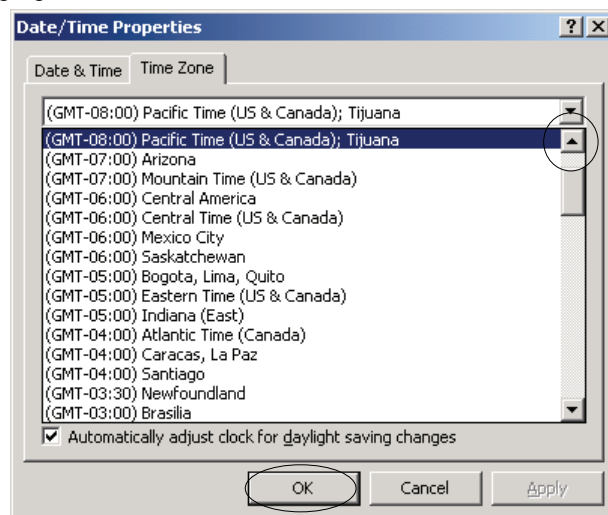 Date/Time Properties
Date & Time Time Zone
(GMT-08:00) Pacific Time (US & Canada); Tijuana
(GMT-08:00) Pacific Time (US & Canada); Tijuana
(GMT-07:00) Arizona
(GMT-07:00) Mountain Time (US & Canada)
(GMT-06:00) Central America
(GMT-06:00) Central Time (US & Canada)
(GMT-06:00) Mexico City
(GMT-06:00) Saskatchewan
(GMT-05:00) Bogota, Lima, Quito
(GMT-05:00) Eastern Time (US & Canada)
(GMT-05:00) Indiana (East)
(GMT-04:00) Atlantic Time (Canada)
(GMT-04:00) Caracas, La Paz
(GMT-04:00) Santiago
(GMT-03:30) Newfoundland
(GMT-03:00) Brasilia
Automatically adjust clock for daylight saving changes
OK Cancel Apply